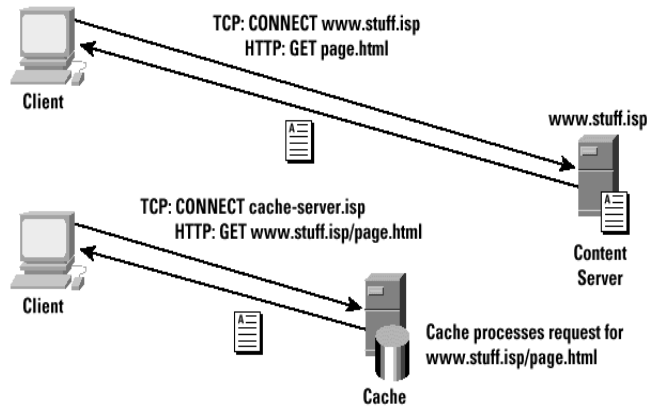 TCP: CONNECT www.stuff.isp
HTTP: GET page.html
Client
www.stuff.isp
A
A
Content
Server
TCP: CONNECT cache-server.isp
HTTP: GET www.stuff.isp/page.html
Client
A
Cache processes request for
www.stuff.isp/page.html
Cache